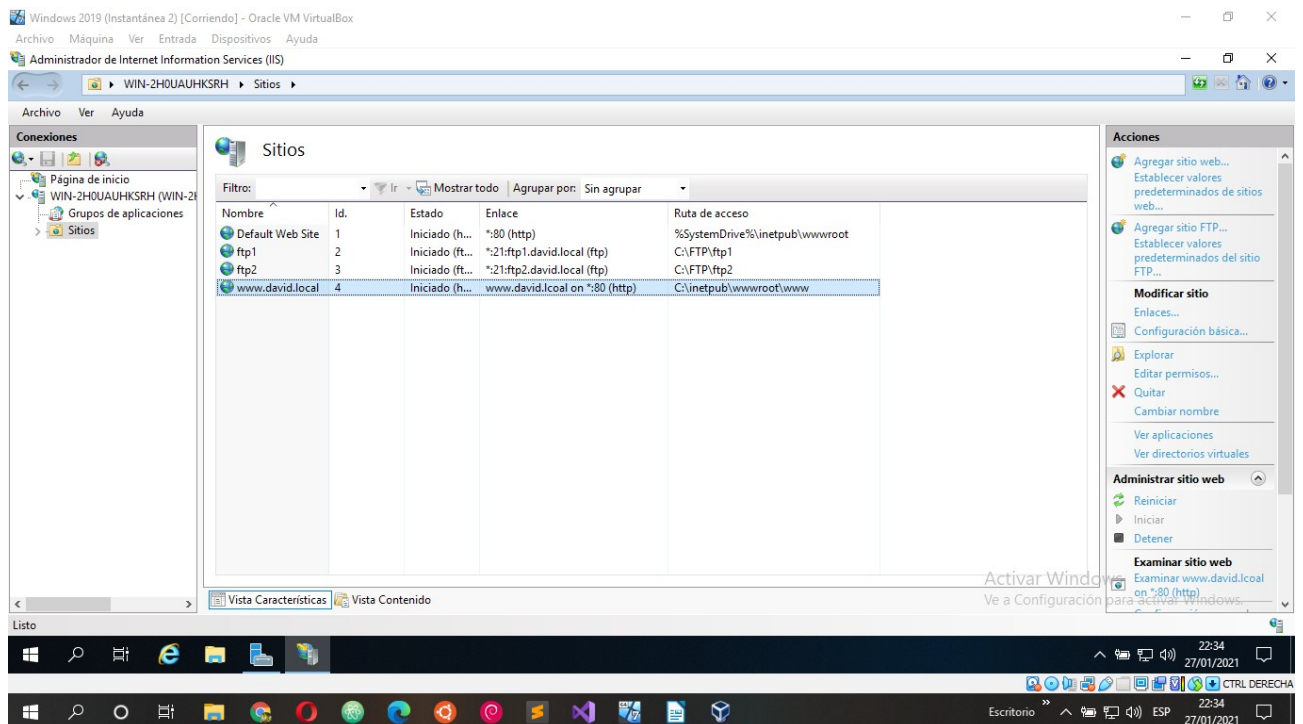 Windows 2019 (Instantánea 2) [Corriendo] - Oracle VM VirtualBox
Archivo Máquina Ver Entrada Dispositivos Ayuda
Administrador de Internet Information Services (IIS)
WIN-2H0UAUHKSRH Sitios
Archivo Ver Ayuda
Conexiones
Página de inicio
WIN-2H0UAUHKSRH (WIN-2H
Grupos de aplicaciones
Sitios
Sitios
Filtro: Ir Mostrar todo Agrupar por: Sin agrupar
Nombre Id. Estado Enlace Ruta de acceso
Default Web Site 1 Iniciado (h... *:80 (http) %SystemDrive%\inetpub\wwwroot
ftp1 2 Iniciado (ft... *:21:ftp1.david.local (ftp) C:\FTP\ftp1
ftp2 3 Iniciado (ft... *:21:ftp2.david.local (ftp) C:\FTP\ftp2
www.david.local 4 Iniciado (h... www.david.lcoal on *:80 (http) C:\inetpub\wwwroot\www
Vista Características Vista Contenido
Acciones
Agregar sitio web...
Establecer valores
predeterminados de sitios
web...
Agregar sitio FTP...
Establecer valores
predeterminados del sitio
FTP...
Modificar sitio
Enlaces...
Configuración básica...
Explorar
Editar permisos...
Quitar
Cambiar nombre
Ver aplicaciones
Ver directorios virtuales
Administrar sitio web
Reiniciar
Iniciar
Detener
Examinar sitio web
Examinar www.david.lcoal
on *:80 (http)
Activar Windows
Ve a Configuración para activar Windows.
Listo
22:34
27/01/2021
CTRL DERECHA
Escritorio ESP 22:34
27/01/2021